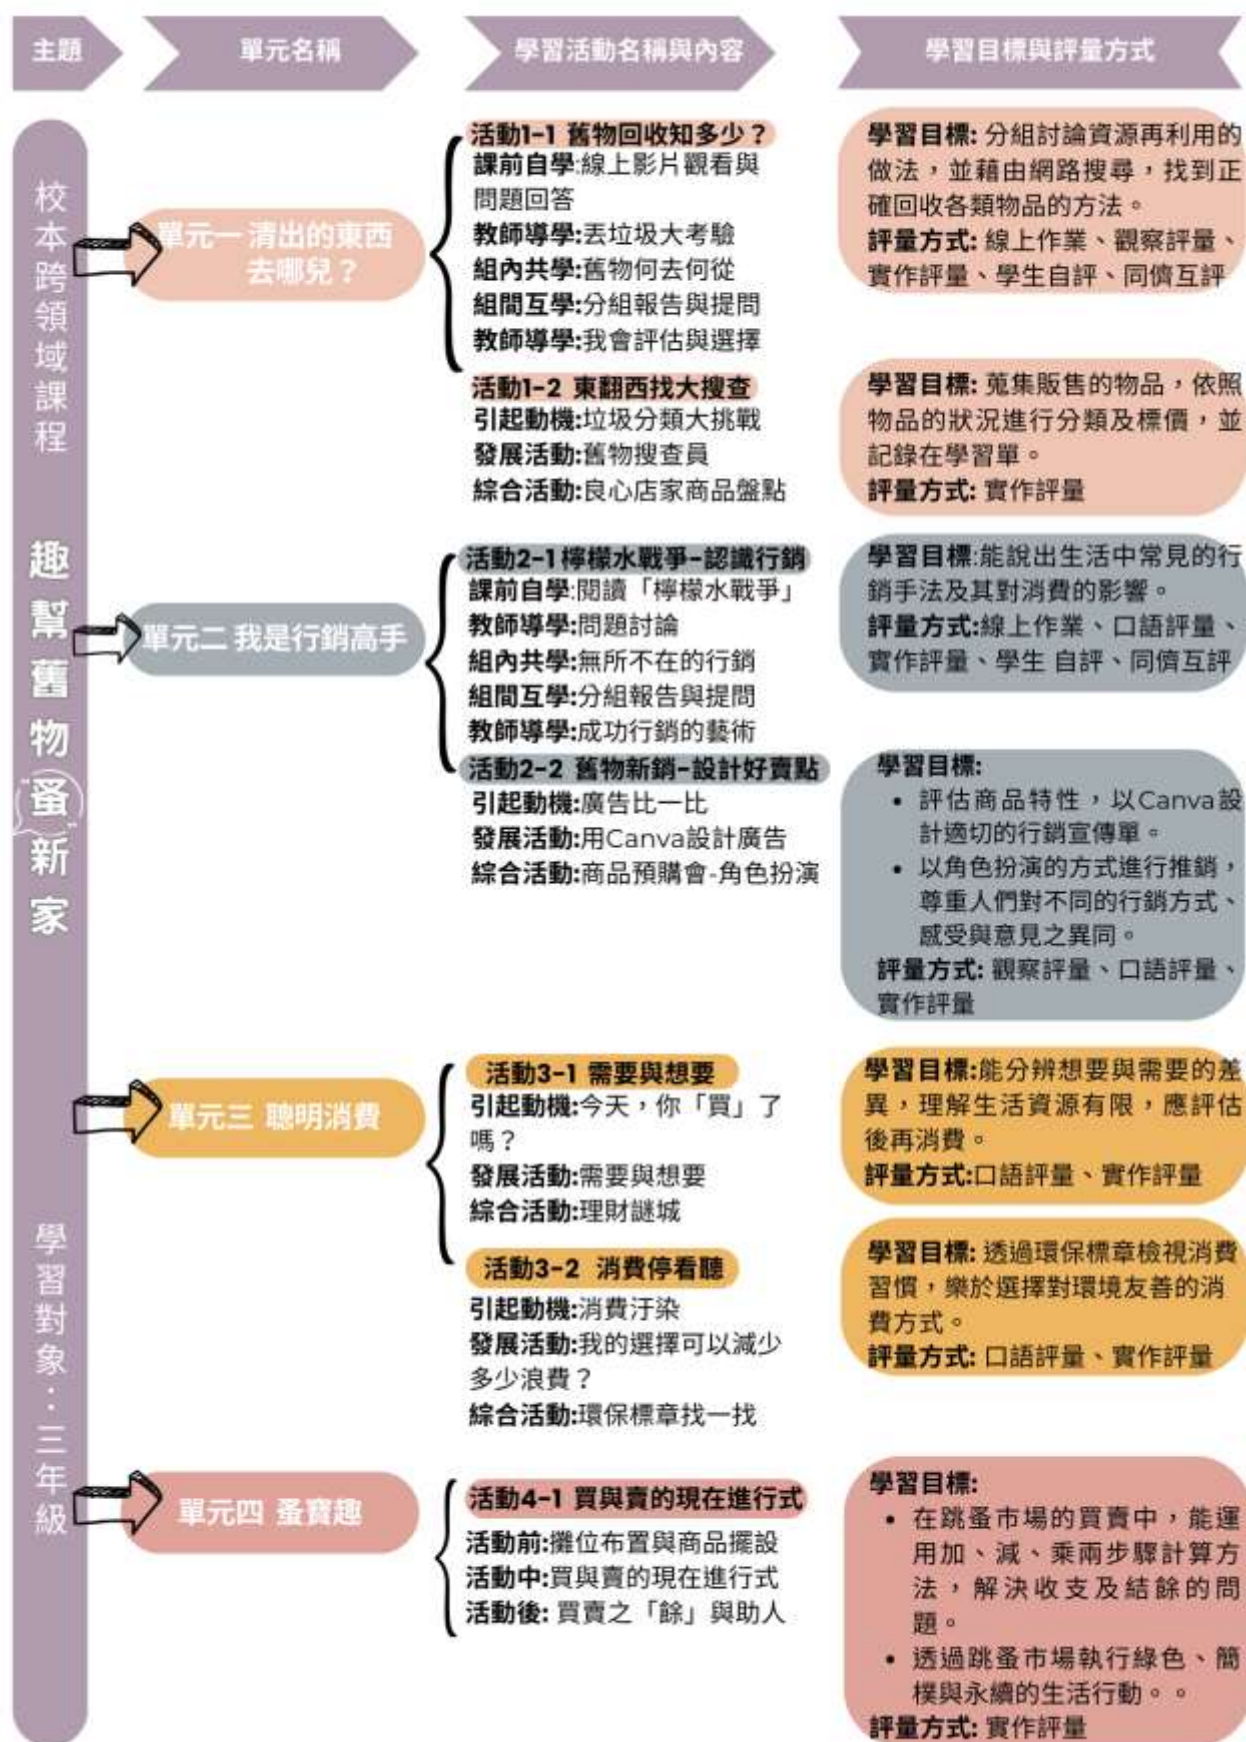 主題
單元名稱
學習活動名稱與內容
學習目標與評量方式
校本跨領域課程
趣幫舊物蚤新家
學習對象：三年級
單元一 清出的東西
去哪兒？
活動1-1 舊物回收知多少？
課前自學:線上影片觀看與
問題回答
教師導學:丟垃圾大考驗
組內共學:舊物何去何從
組間互學:分組報告與提問
教師導學:我會評估與選擇
學習目標: 分組討論資源再利用的
做法，並藉由網路搜尋，找到正
確回收各類物品的方法。
評量方式: 線上作業、觀察評量、
實作評量、學生自評、同儕互評
活動1-2 東翻西找大搜查
引起動機:垃圾分類大挑戰
發展活動:舊物搜查員
綜合活動:良心店家商品盤點
學習目標: 蒐集販售的物品，依照
物品的狀況進行分類及標價，並
記錄在學習單。
評量方式: 實作評量
單元二 我是行銷高手
活動2-1 檸檬水戰爭-認識行銷
課前自學:閱讀「檸檬水戰爭」
教師導學:問題討論
組內共學:無所不在的行銷
組間互學:分組報告與提問
教師導學:成功行銷的藝術
學習目標:能說出生活中常見的行
銷手法及其對消費的影響。
評量方式:線上作業、口語評量、
實作評量、學生 自評、同儕互評
活動2-2 舊物新銷-設計好賣點
引起動機:廣告比一比
發展活動:用Canva設計廣告
綜合活動:商品預購會-角色扮演
學習目標:
• 評估商品特性，以Canva設
計適切的行銷宣傳單。
• 以角色扮演的方式進行推銷，
尊重人們對不同的行銷方式、
感受與意見之異同。
評量方式: 觀察評量、口語評量、
實作評量
單元三 聰明消費
活動3-1 需要與想要
引起動機:今天，你「買」了
嗎？
發展活動:需要與想要
綜合活動:理財謎城
學習目標:能分辨想要與需要的差
異，理解生活資源有限，應評估
後再消費。
評量方式:口語評量、實作評量
活動3-2 消費停看聽
引起動機:消費汙染
發展活動:我的選擇可以減少
多少浪費？
綜合活動:環保標章找一找
學習目標: 透過環保標章檢視消費
習慣，樂於選擇對環境友善的消
費方式。
評量方式: 口語評量、實作評量
單元四 蚤寶趣
活動4-1 買與賣的現在進行式
活動前:攤位布置與商品擺設
活動中:買與賣的現在進行式
活動後: 買賣之「餘」與助人
學習目標:
• 在跳蚤市場的買賣中，能運
用加、減、乘兩步驟計算方
法，解決收支及結餘的問
題。
• 透過跳蚤市場執行綠色、簡
樸與永續的生活行動。。
評量方式: 實作評量